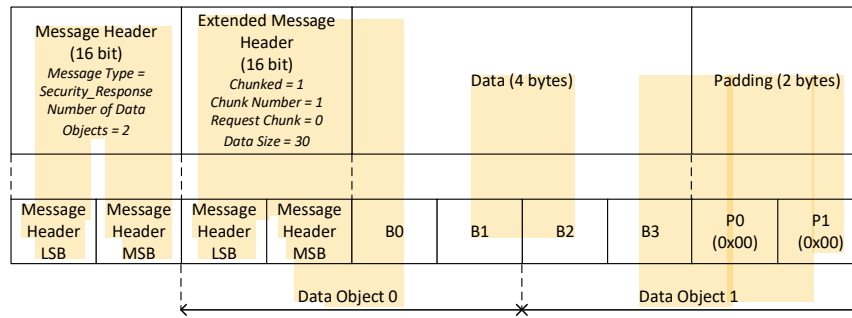 Message Header
(16 bit)
Message Type =
Security_Response
Number of Data
Objects = 2
Extended Message
Header
(16 bit)
Chunked = 1
Chunk Number = 1
Request Chunk = 0
Data Size = 30
Data (4 bytes)
Padding (2 bytes)
Message
Header
LSB
Message
Header
MSB
Message
Header
LSB
Message
Header
MSB
B0
B1
B2
B3
P0
(0x00)
P1
(0x00)
Data Object 0
Data Object 1